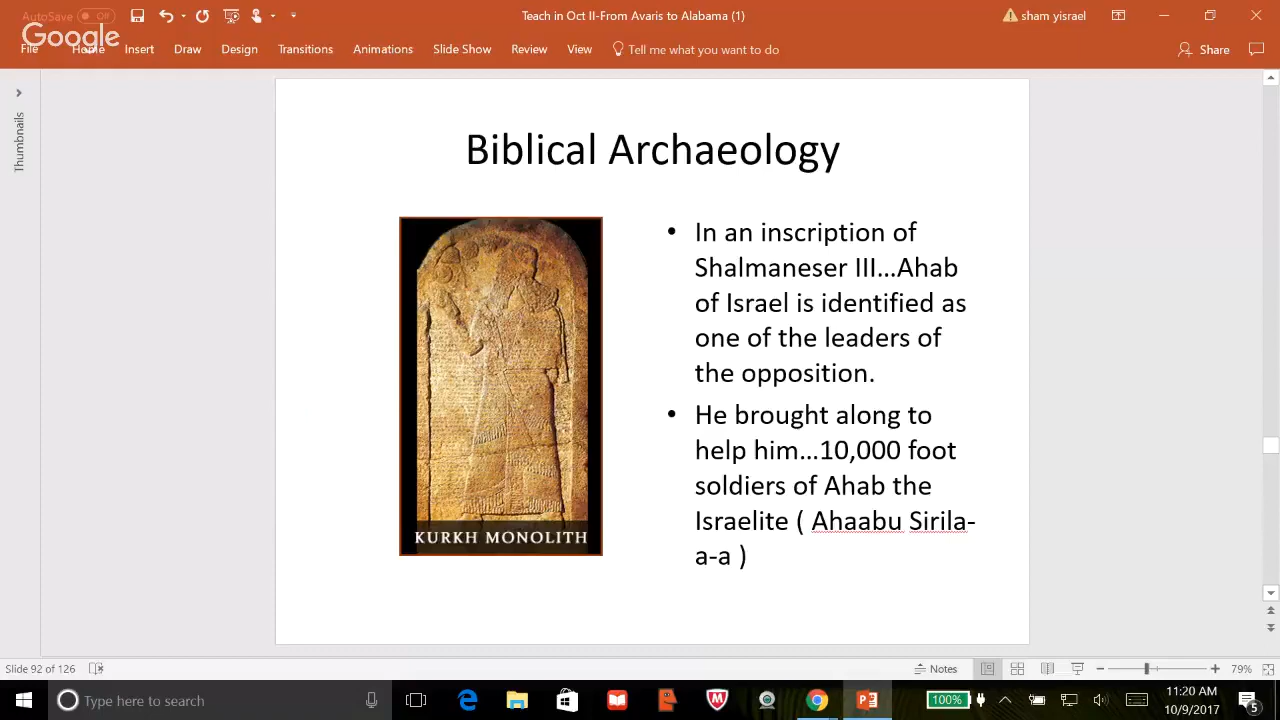 AutoSave Off
Teach in Oct II-From Avaris to Alabama (1)
sham yisrael
Google
File Home Insert Draw Design Transitions Animations Slide Show Review View Tell me what you want to do
Share
Thumbnails
Biblical Archaeology
• In an inscription of
Shalmaneser III...Ahab
of Israel is identified as
one of the leaders of
the opposition.
• He brought along to
help him...10,000 foot
soldiers of Ahab the
Israelite ( Ahaabu Sirila-
a-a )
KURKH MONOLITH
Slide 92 of 126
Notes
79%
Type here to search
100%
11:20 AM
10/9/2017
5